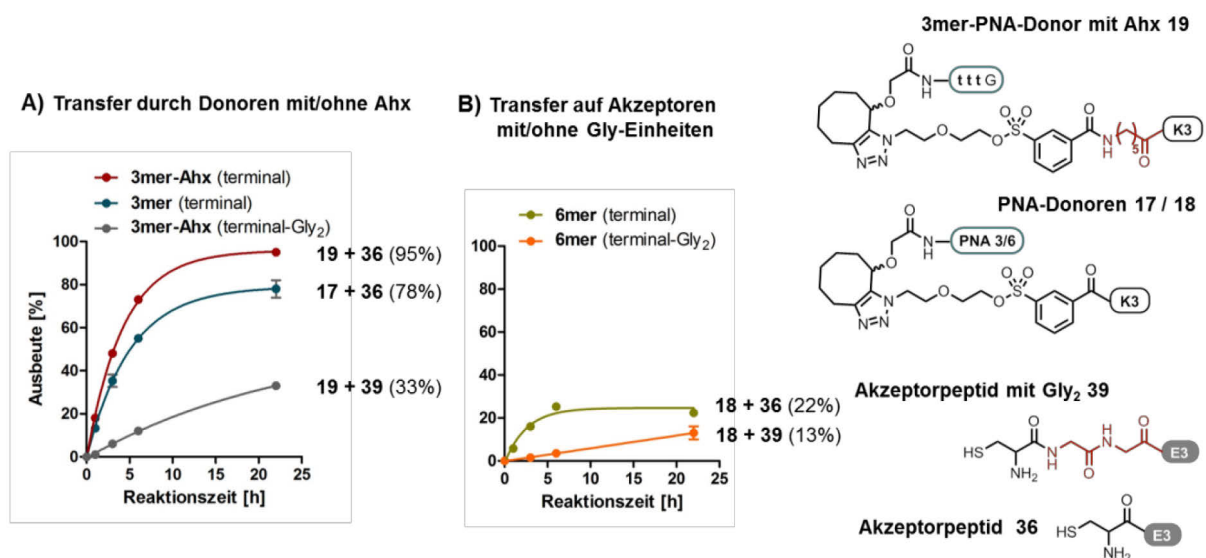 3mer-PNA-Donor mit Ahx 19
O
NH
t t t G
O
O
O
O
O
S
O
O
N
N=N
N
H
5
O
K3
A) Transfer durch Donoren mit/ohne Ahx
3mer-Ahx (terminal)
3mer (terminal)
3mer-Ahx (terminal-Gly2)
100
80
60
40
20
0
0 5 10 15 20 25
Ausbeute [%]
Reaktionszeit [h]
19 + 36 (95%)
17 + 36 (78%)
19 + 39 (33%)
B) Transfer auf Akzeptoren
mit/ohne Gly-Einheiten
6mer (terminal)
6mer (terminal-Gly2)
100
80
60
40
20
0
0 5 10 15 20 25
Reaktionszeit [h]
18 + 36 (22%)
18 + 39 (13%)
PNA-Donoren 17 / 18
O
NH
PNA 3/6
O
O
O
O
O
S
O
N
N=N
K3
Akzeptorpeptid mit Gly2 39
HS
NH2
O
N
H
O
H
N
O
E3
Akzeptorpeptid 36
HS
NH2
O
E3